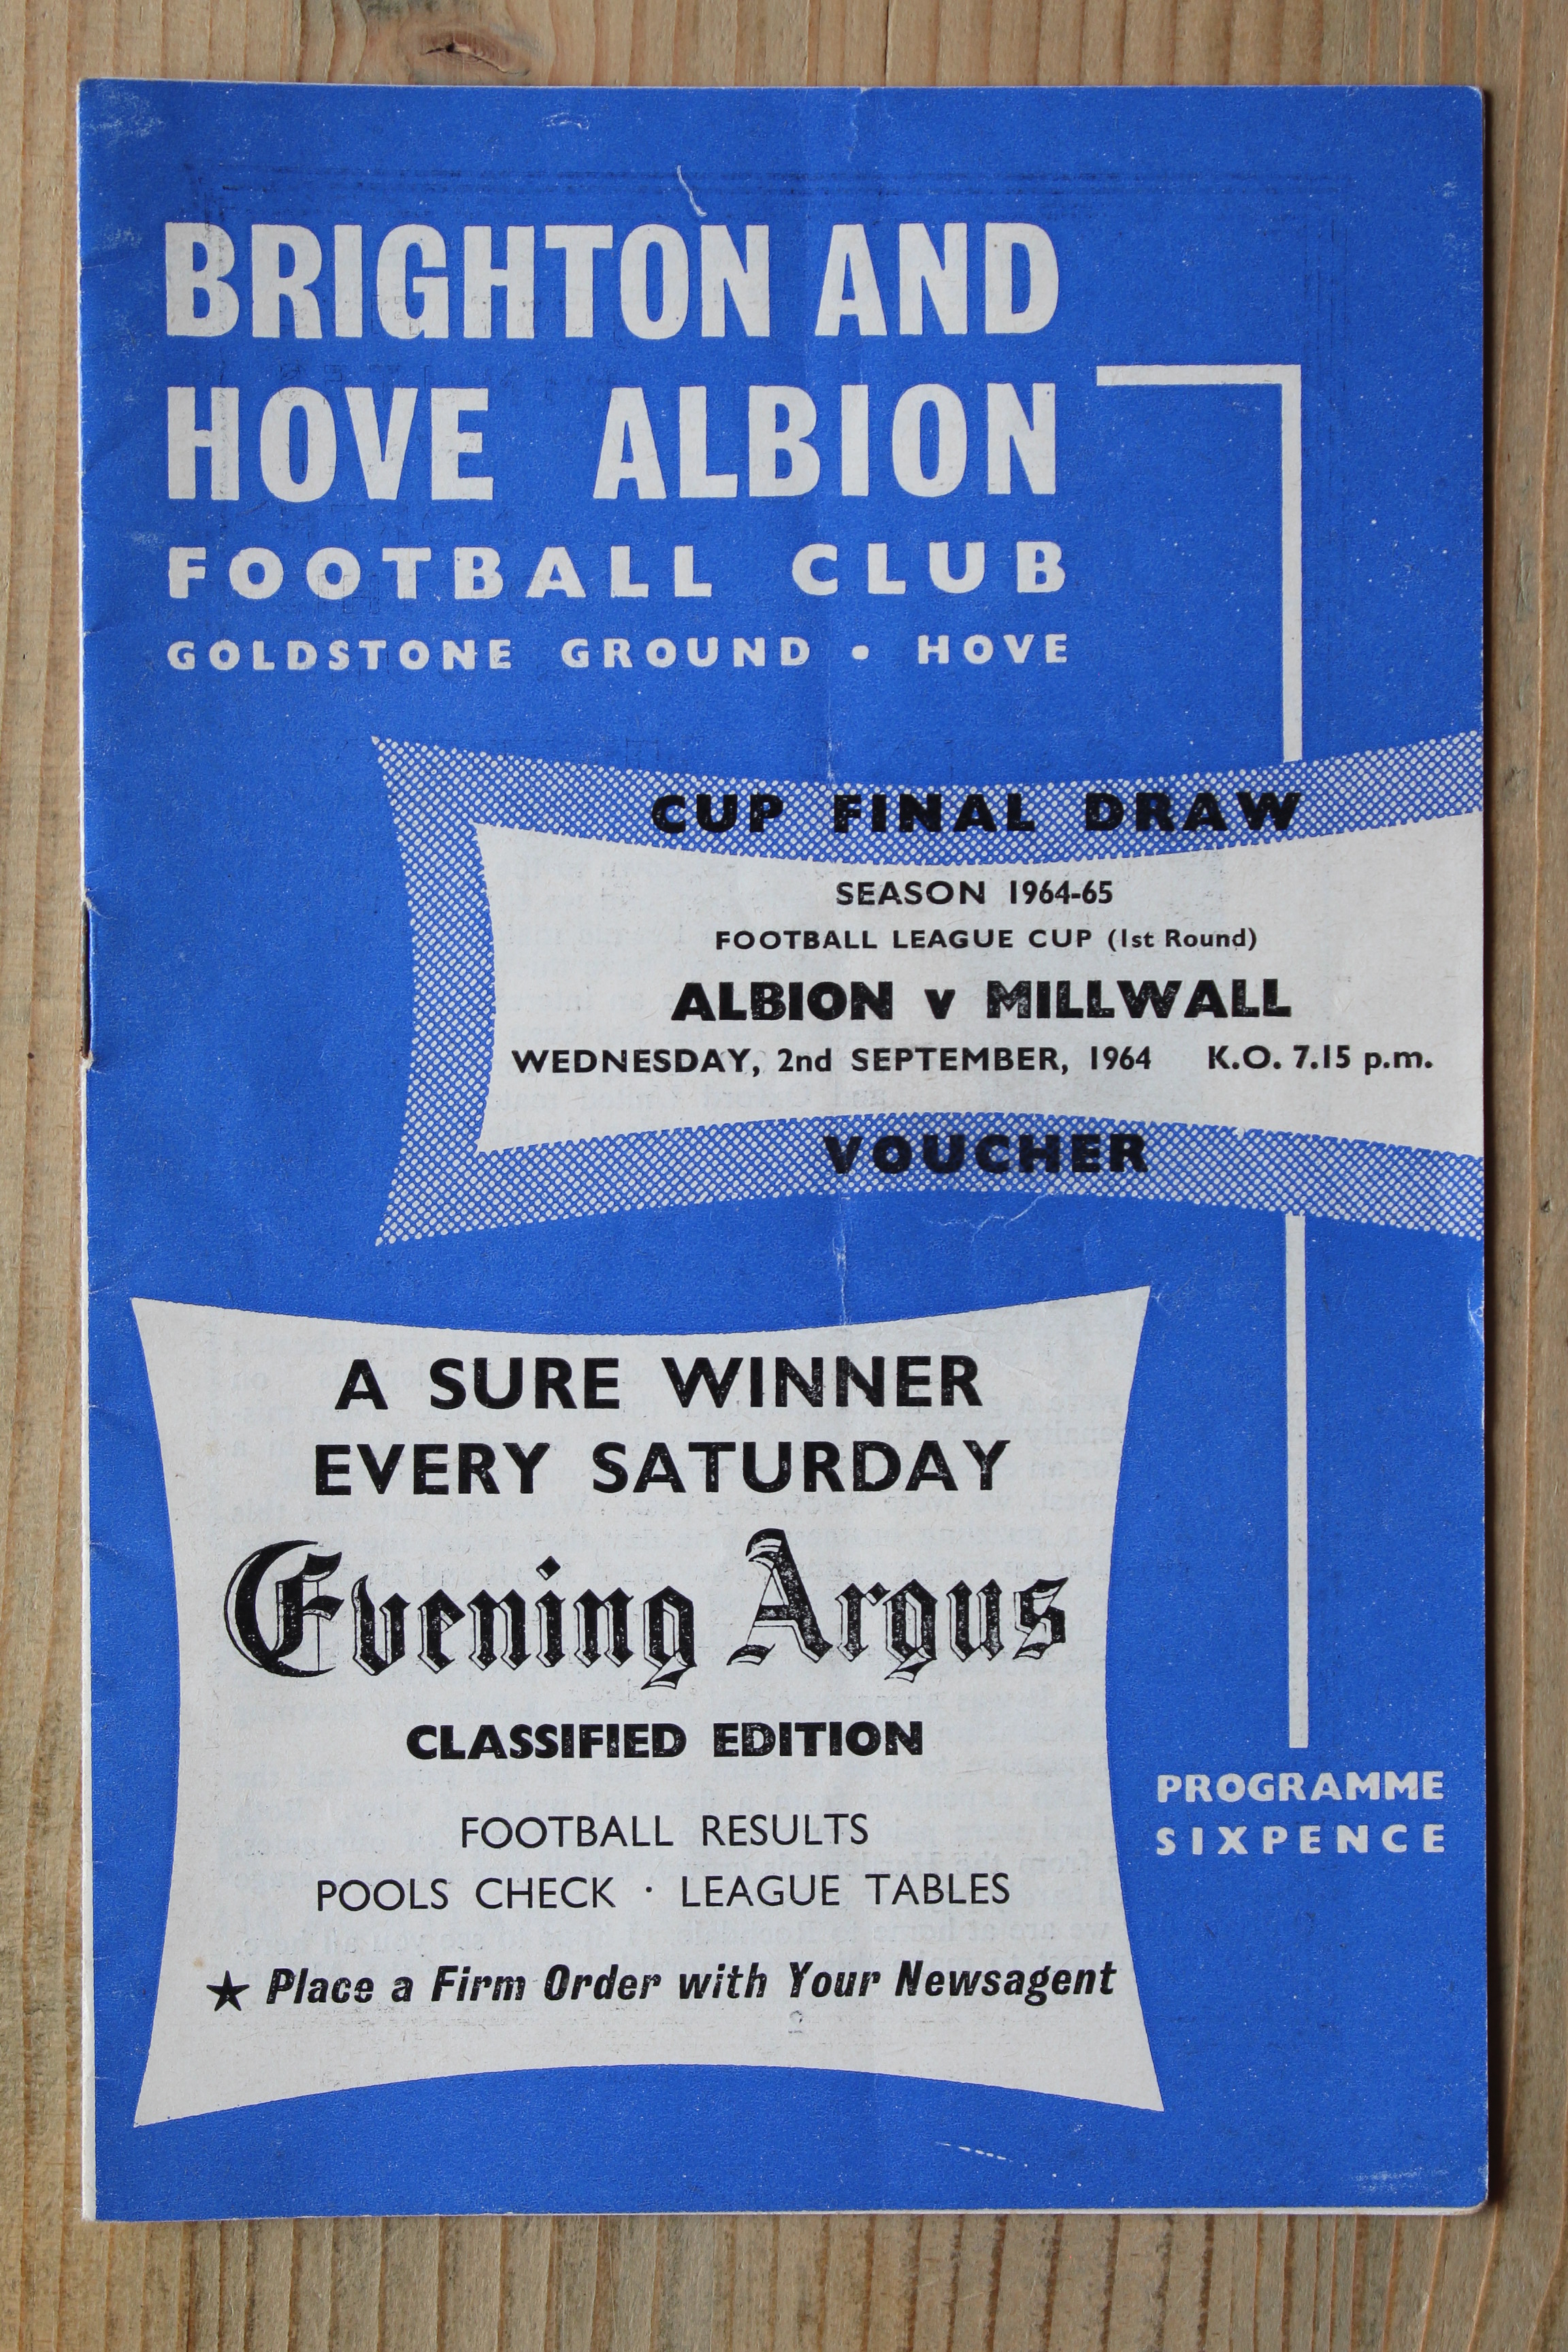 BRIGHTON AND
HOVE ALBION
FOOTBALL CLUB
GOLDSTONE GROUND • HOVE
CUP FINAL DRAW
SEASON 1964-65
FOOTBALL LEAGUE CUP (1st Round)
ALBION v MILLWALL
WEDNESDAY, 2nd SEPTEMBER, 1964 K.O. 7.15 p.m.
VOUCHER
A SURE WINNER
EVERY SATURDAY
Evening Argus
CLASSIFIED EDITION
FOOTBALL RESULTS
POOLS CHECK · LEAGUE TABLES
★ Place a Firm Order with Your Newsagent
PROGRAMME
SIXPENCE